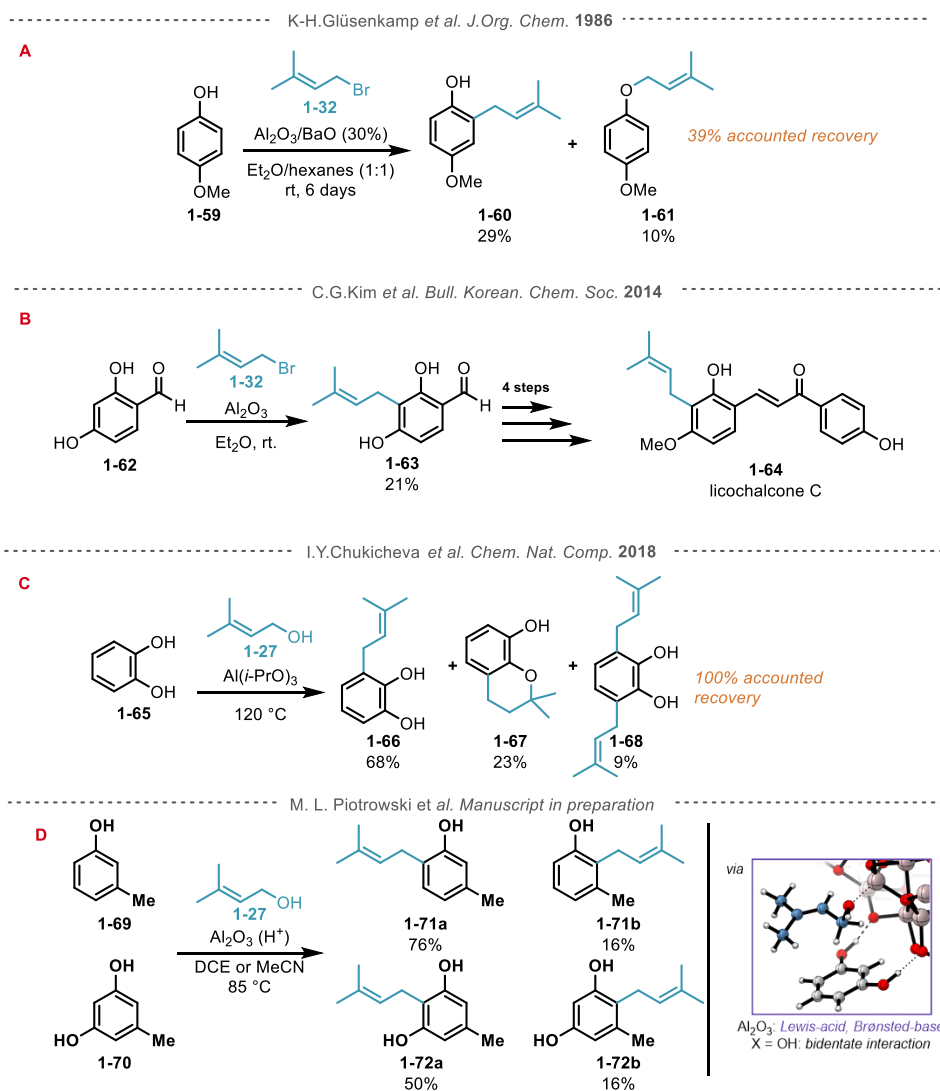 K-H.Glüsenkamp et al. J.Org. Chem. 1986
A
OH
Br
1-32
Al2O3/BaO (30%)
Et2O/hexanes (1:1)
rt, 6 days
OMe
1-59
OH
OMe
1-60
29%
+
O
OMe
1-61
10%
39% accounted recovery
C.G.Kim et al. Bull. Korean. Chem. Soc. 2014
B
OH
O
H
HO
1-62
Br
1-32
Al2O3
Et2O, rt.
OH
O
H
HO
1-63
21%
4 steps
OH
O
MeO
OH
1-64
licochalcone C
I.Y.Chukicheva et al. Chem. Nat. Comp. 2018
C
OH
OH
1-65
OH
1-27
Al(i-PrO)3
120 °C
OH
OH
1-66
68%
+
OH
O
1-67
23%
+
OH
OH
1-68
9%
100% accounted
recovery
M. L. Piotrowski et al. Manuscript in preparation
D
OH
Me
1-69
OH
HO
Me
1-70
OH
1-27
Al2O3 (H+)
DCE or MeCN
85 °C
OH
Me
1-71a
76%
OH
Me
1-71b
16%
OH
HO
Me
1-72a
50%
OH
HO
Me
1-72b
16%
via
Al2O3: Lewis-acid, Brønsted-base
X = OH: bidentate interaction